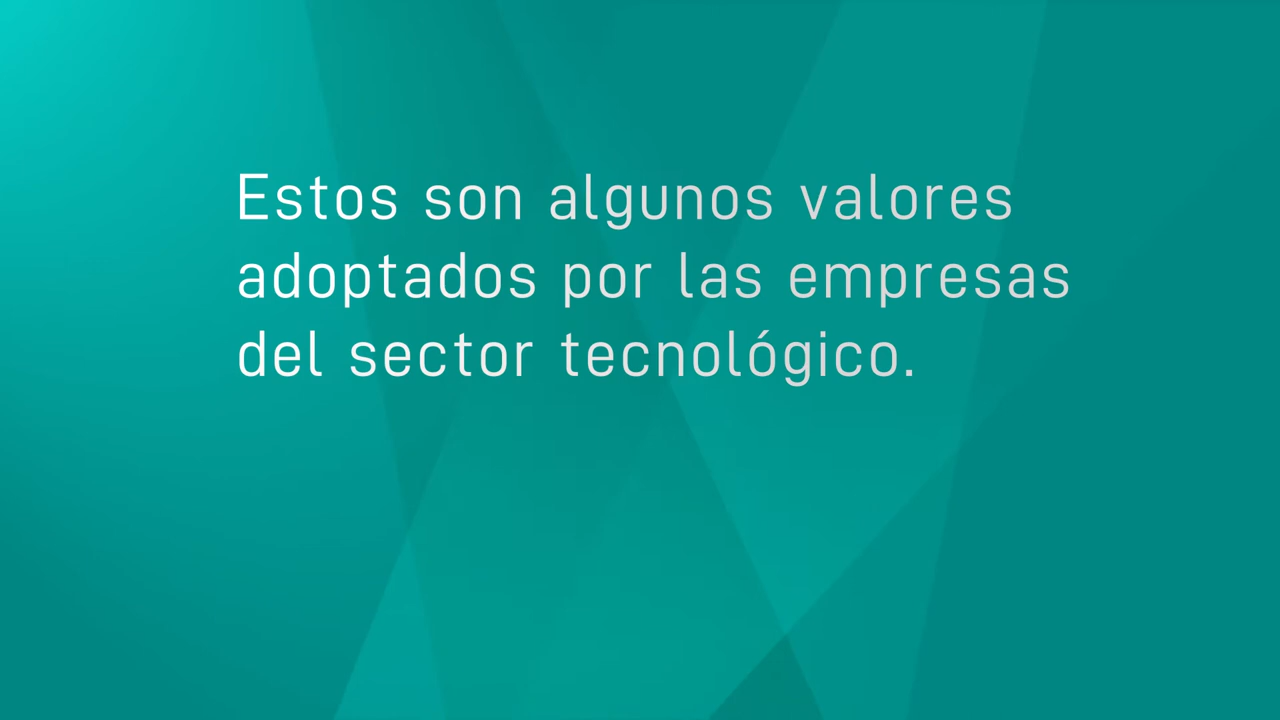 Estos son algunos valores
adoptados por las empresas
del sector tecnológico.